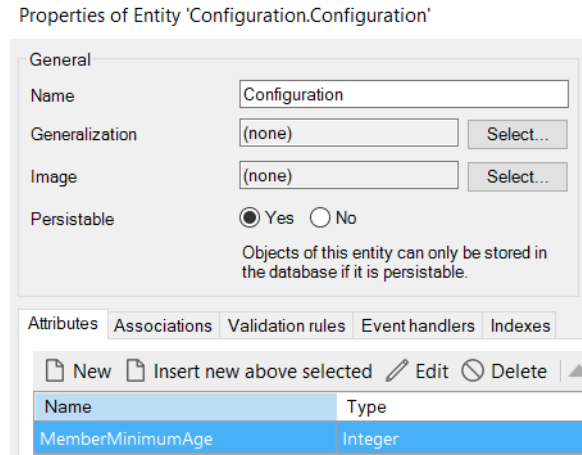 Properties of Entity 'Configuration.Configuration'
General
Name Configuration
Generalization (none) Select...
Image (none) Select...
Persistable Yes No
Objects of this entity can only be stored in
the database if it is persistable.
Attributes Associations Validation rules Event handlers Indexes
New Insert new above selected Edit Delete
Name Type
MemberMinimumAge Integer